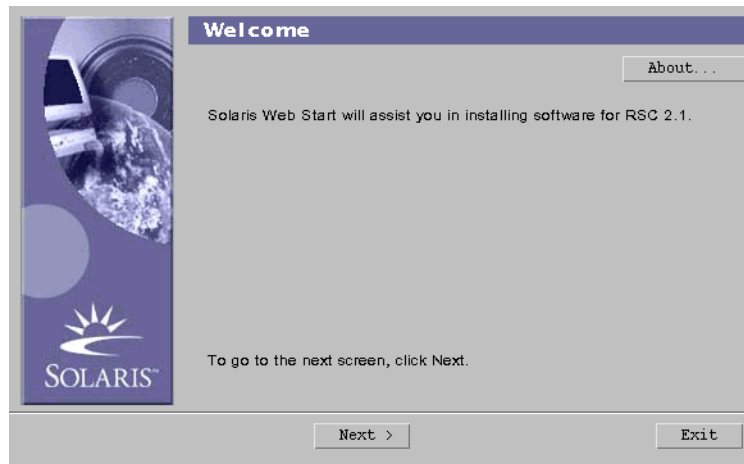 Welcome
About...
Solaris Web Start will assist you in installing software for RSC 2.1.
To go to the next screen, click Next.
SOLARIS™
Next >
Exit